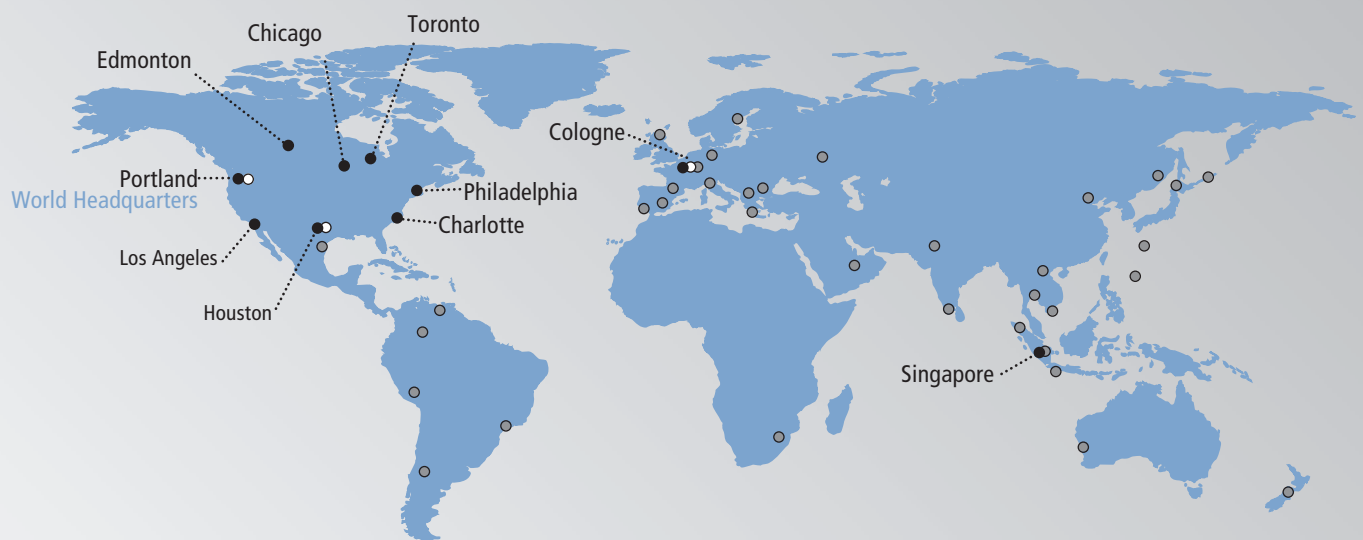 Toronto
Chicago
Edmonton
Cologne
Portland
World Headquarters
Philadelphia
Charlotte
Los Angeles
Houston
Singapore